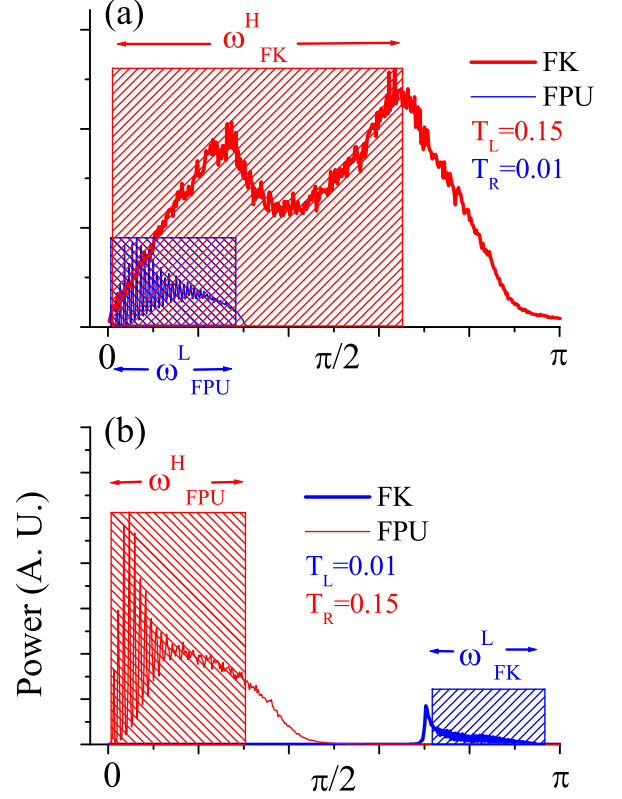 (a)
ω^H_FK
FK
FPU
T_L=0.15
T_R=0.01
0 π/2 π
ω^L_FPU
(b)
ω^H_FPU
FK
FPU
T_L=0.01
T_R=0.15
ω^L_FK
Power (A. U.)
0 π/2 π